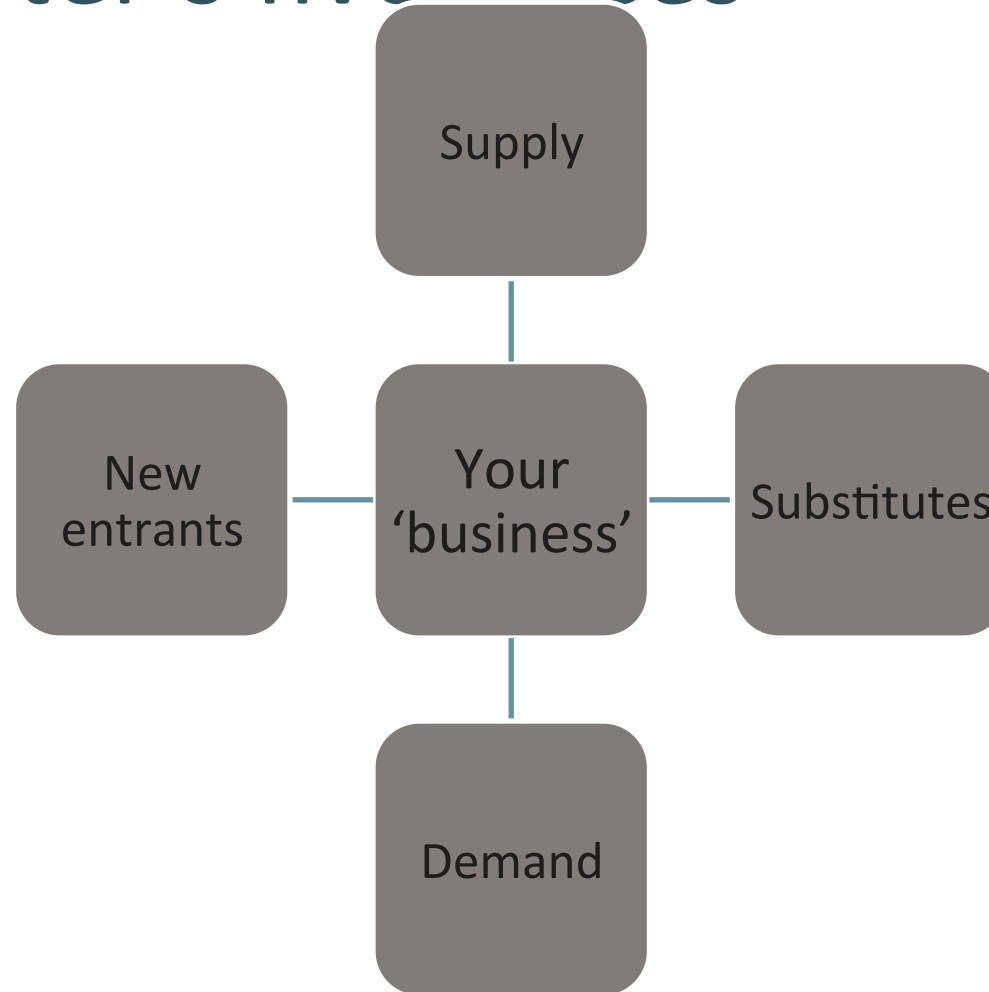 Supply
New
entrants
Your
‘business’
Substitutes
Demand